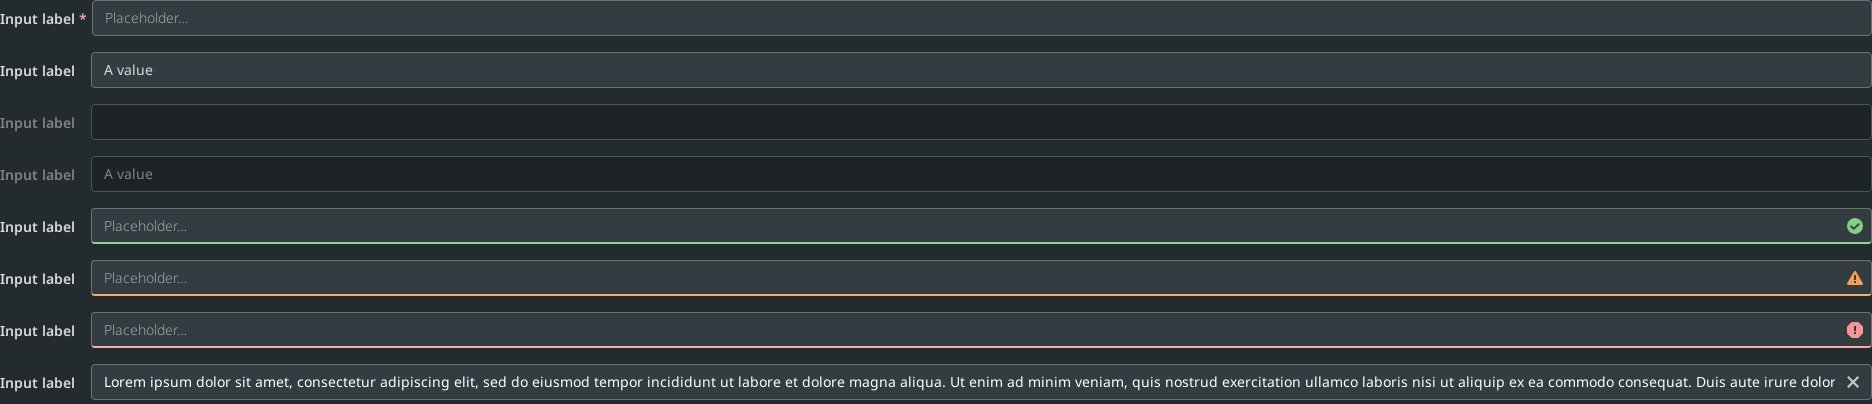 Input label * Placeholder...
Input label A value
Input label
Input label A value
Input label Placeholder...
Input label Placeholder...
Input label Placeholder...
Input label Lorem ipsum dolor sit amet, consectetur adipiscing elit, sed do eiusmod tempor incididunt ut labore et dolore magna aliqua. Ut enim ad minim veniam, quis nostrud exercitation ullamco laboris nisi ut aliquip ex ea commodo consequat. Duis aute irure dolor